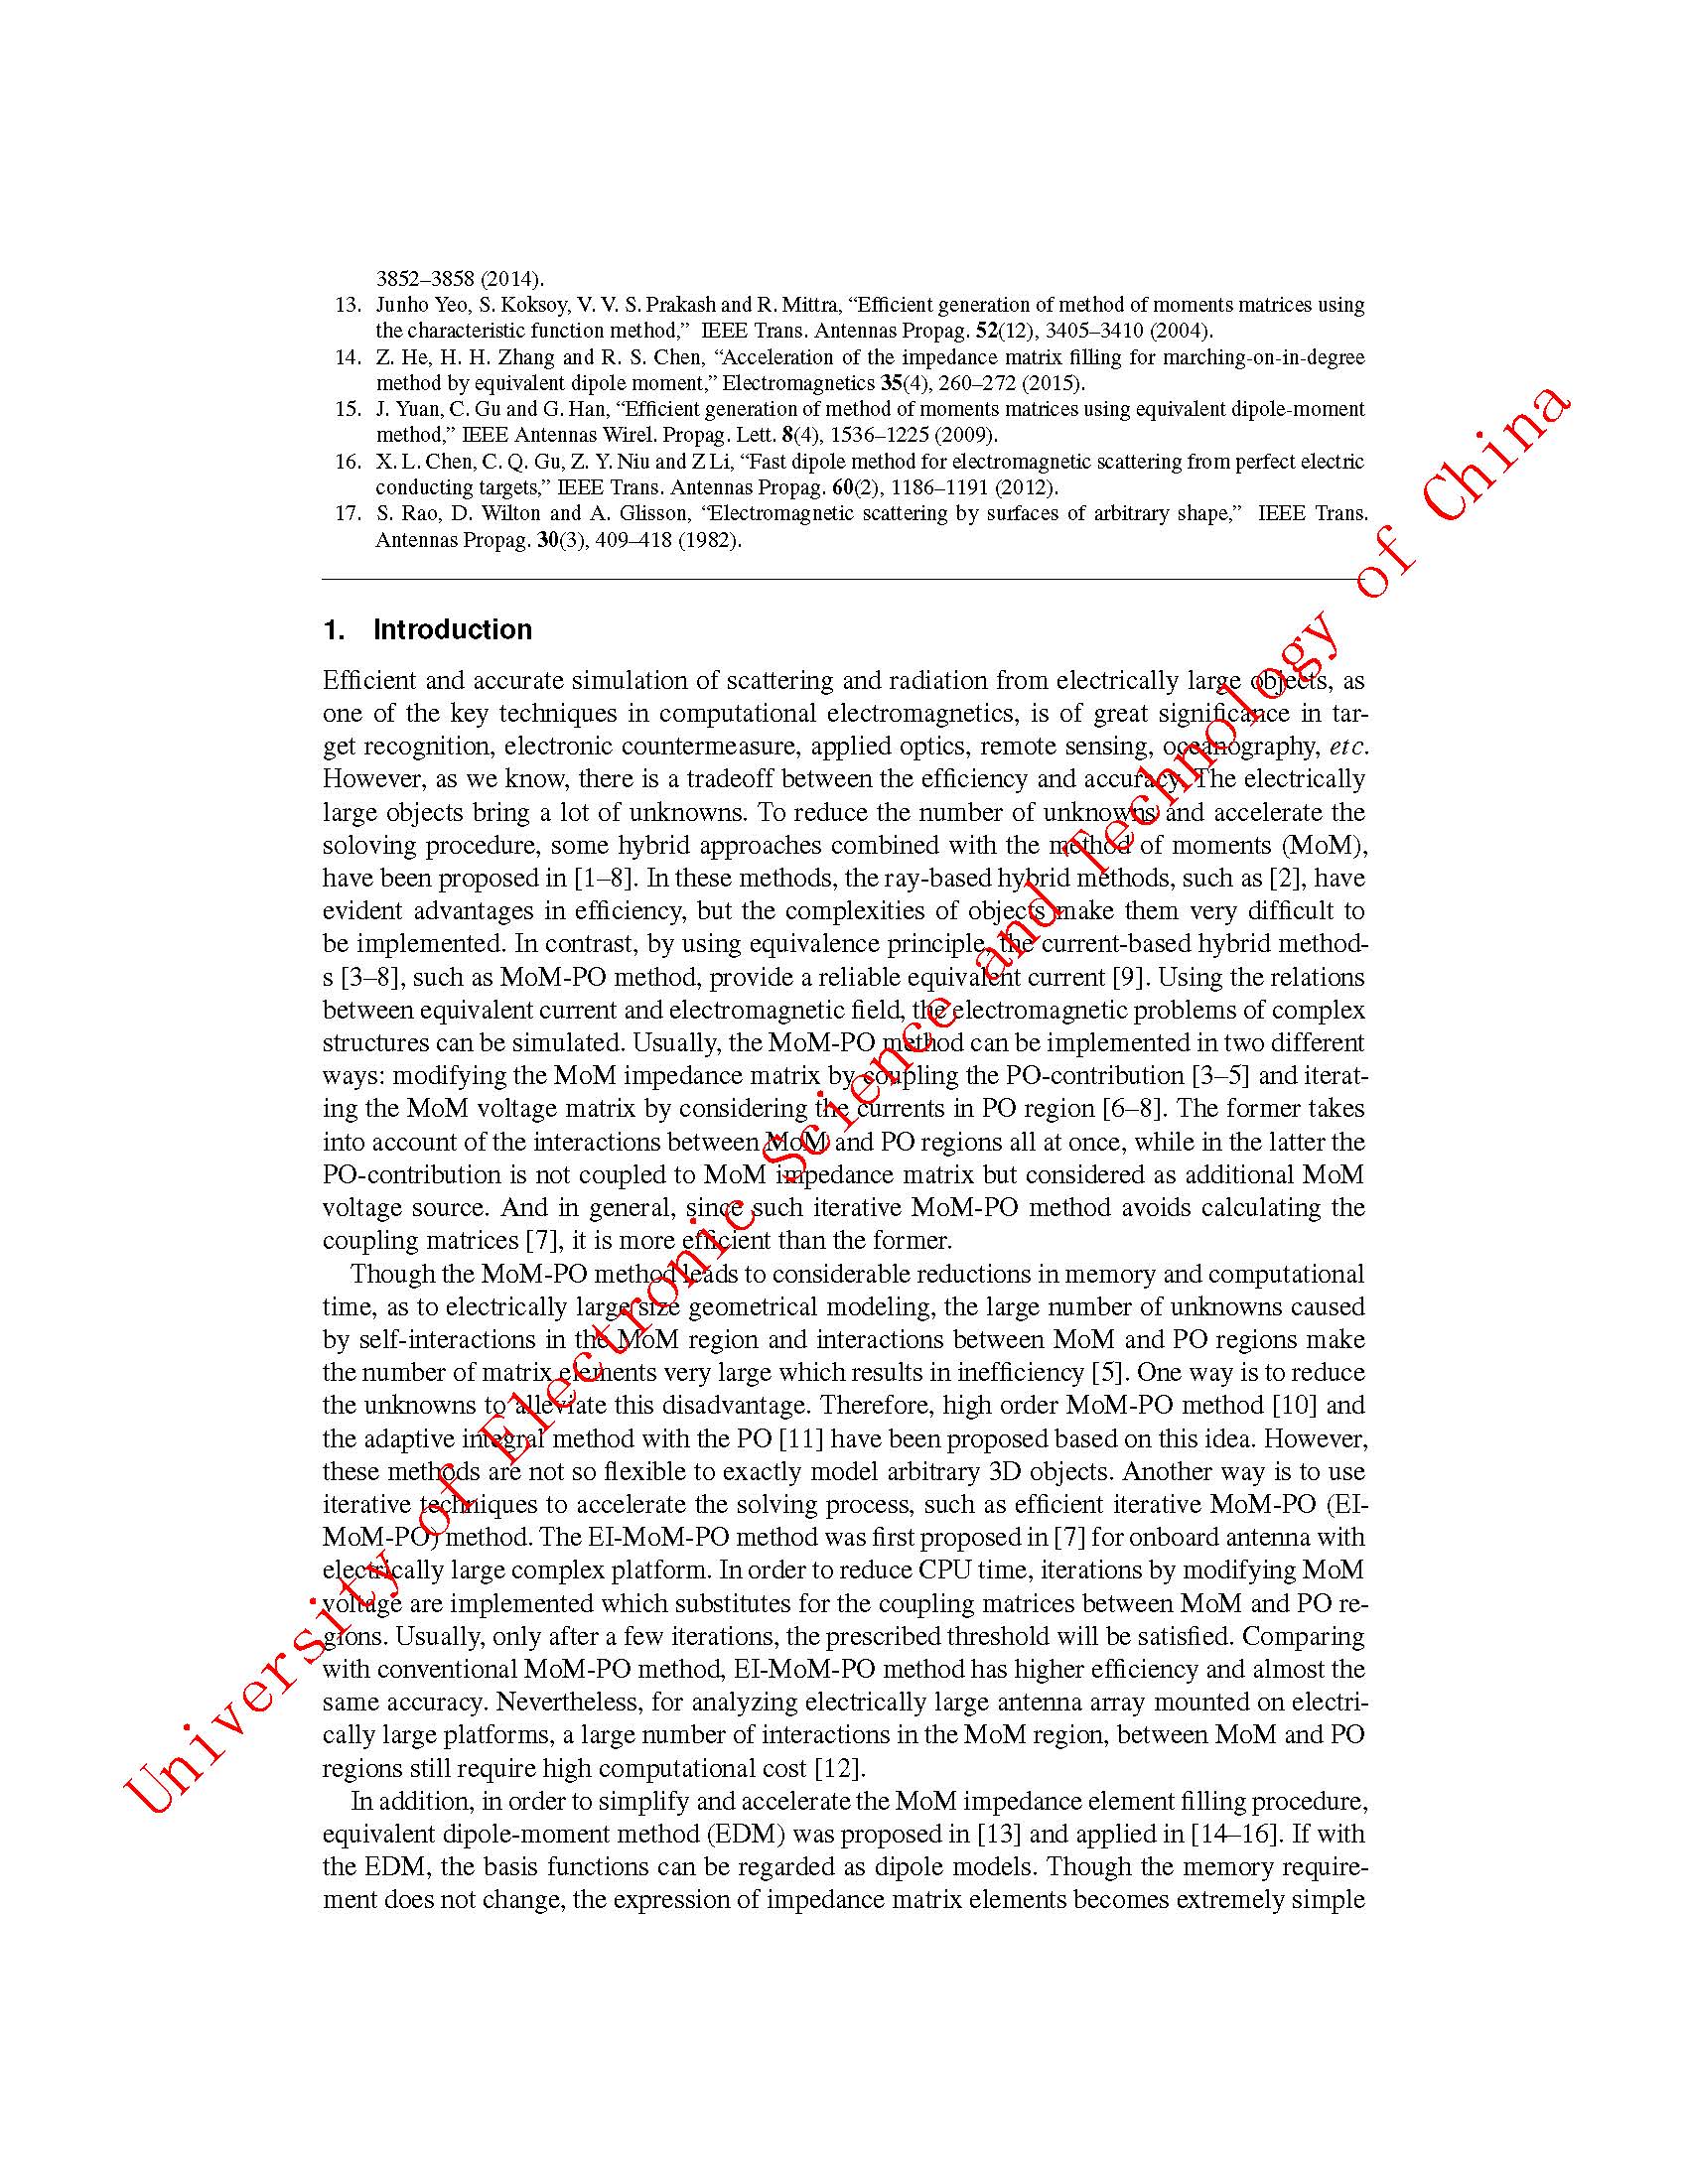 3852–3858 (2014).
13. Junho Yeo, S. Koksoy, V. V. S. Prakash and R. Mittra, “Efficient generation of method of moments matrices using
the characteristic function method,” IEEE Trans. Antennas Propag. 52(12), 3405–3410 (2004).
14. Z. He, H. H. Zhang and R. S. Chen, “Acceleration of the impedance matrix filling for marching-on-in-degree
method by equivalent dipole moment,” Electromagnetics 35(4), 260–272 (2015).
15. J. Yuan, C. Gu and G. Han, “Efficient generation of method of moments matrices using equivalent dipole-moment
method,” IEEE Antennas Wirel. Propag. Lett. 8(4), 1536–1225 (2009).
16. X. L. Chen, C. Q. Gu, Z. Y. Niu and Z Li, “Fast dipole method for electromagnetic scattering from perfect electric
conducting targets,” IEEE Trans. Antennas Propag. 60(2), 1186–1191 (2012).
17. S. Rao, D. Wilton and A. Glisson, “Electromagnetic scattering by surfaces of arbitrary shape,” IEEE Trans.
Antennas Propag. 30(3), 409–418 (1982).
1. Introduction
Efficient and accurate simulation of scattering and radiation from electrically large objects, as
one of the key techniques in computational electromagnetics, is of great significance in tar-
get recognition, electronic countermeasure, applied optics, remote sensing, oceanography, etc.
However, as we know, there is a tradeoff between the efficiency and accuracy. The electrically
large objects bring a lot of unknowns. To reduce the number of unknowns and accelerate the
soloving procedure, some hybrid approaches combined with the method of moments (MoM),
have been proposed in [1–8]. In these methods, the ray-based hybrid methods, such as [2], have
evident advantages in efficiency, but the complexities of objects make them very difficult to
be implemented. In contrast, by using equivalence principle, the current-based hybrid method-
s [3–8], such as MoM-PO method, provide a reliable equivalent current [9]. Using the relations
between equivalent current and electromagnetic field, the electromagnetic problems of complex
structures can be simulated. Usually, the MoM-PO method can be implemented in two different
ways: modifying the MoM impedance matrix by coupling the PO-contribution [3–5] and iterat-
ing the MoM voltage matrix by considering the currents in PO region [6–8]. The former takes
into account of the interactions between MoM and PO regions all at once, while in the latter the
PO-contribution is not coupled to MoM impedance matrix but considered as additional MoM
voltage source. And in general, since such iterative MoM-PO method avoids calculating the
coupling matrices [7], it is more efficient than the former.
Though the MoM-PO method leads to considerable reductions in memory and computational
time, as to electrically large size geometrical modeling, the large number of unknowns caused
by self-interactions in the MoM region and interactions between MoM and PO regions make
the number of matrix elements very large which results in inefficiency [5]. One way is to reduce
the unknowns to alleviate this disadvantage. Therefore, high order MoM-PO method [10] and
the adaptive integral method with the PO [11] have been proposed based on this idea. However,
these methods are not so flexible to exactly model arbitrary 3D objects. Another way is to use
iterative techniques to accelerate the solving process, such as efficient iterative MoM-PO (EI-
MoM-PO) method. The EI-MoM-PO method was first proposed in [7] for onboard antenna with
electrically large complex platform. In order to reduce CPU time, iterations by modifying MoM
voltage are implemented which substitutes for the coupling matrices between MoM and PO re-
gions. Usually, only after a few iterations, the prescribed threshold will be satisfied. Comparing
with conventional MoM-PO method, EI-MoM-PO method has higher efficiency and almost the
same accuracy. Nevertheless, for analyzing electrically large antenna array mounted on electri-
cally large platforms, a large number of interactions in the MoM region, between MoM and PO
regions still require high computational cost [12].
In addition, in order to simplify and accelerate the MoM impedance element filling procedure,
equivalent dipole-moment method (EDM) was proposed in [13] and applied in [14–16]. If with
the EDM, the basis functions can be regarded as dipole models. Though the memory require-
ment does not change, the expression of impedance matrix elements becomes extremely simple
University of Electronic Science and Technology of China